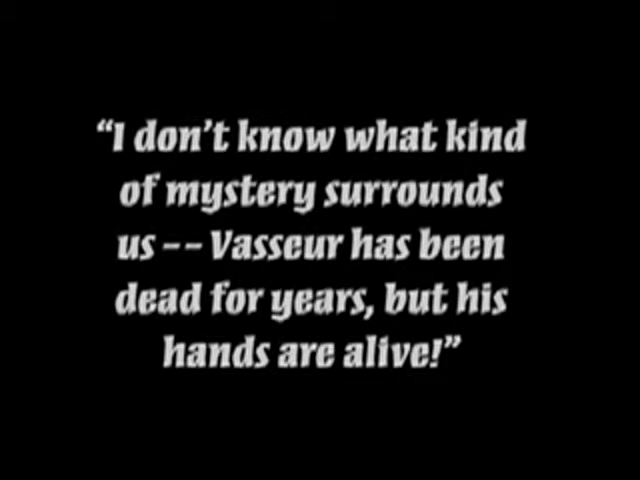 “I don’t know what kind
of mystery surrounds
us -- Vasseur has been
dead for years, but his
hands are alive!”